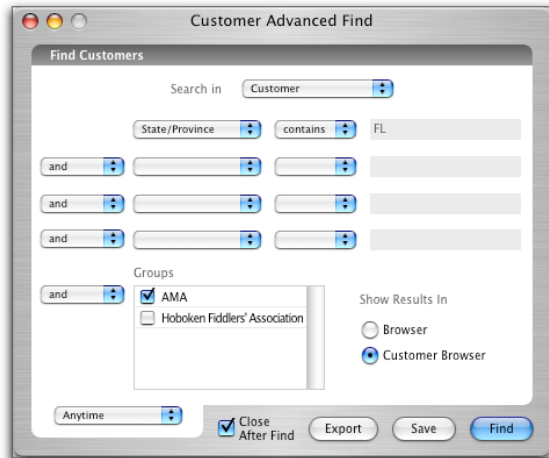 Customer Advanced Find
Find Customers
Search in Customer
State/Province contains FL
and
and
and
Groups
and
AMA
Hoboken Fiddlers' Association
Show Results In
Browser
Customer Browser
Anytime
Close
After Find
Export Save Find